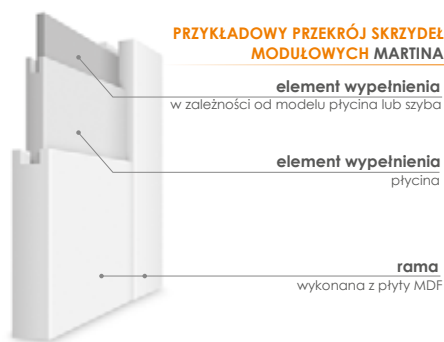 PRZYKŁADOWY PRZEKRÓJ SKRZYDEŁ
MODUŁOWYCH MARTINA
element wypełnienia
w zależności od modelu płycina lub szyba
element wypełnienia
płycina
rama
wykonana z płyty MDF